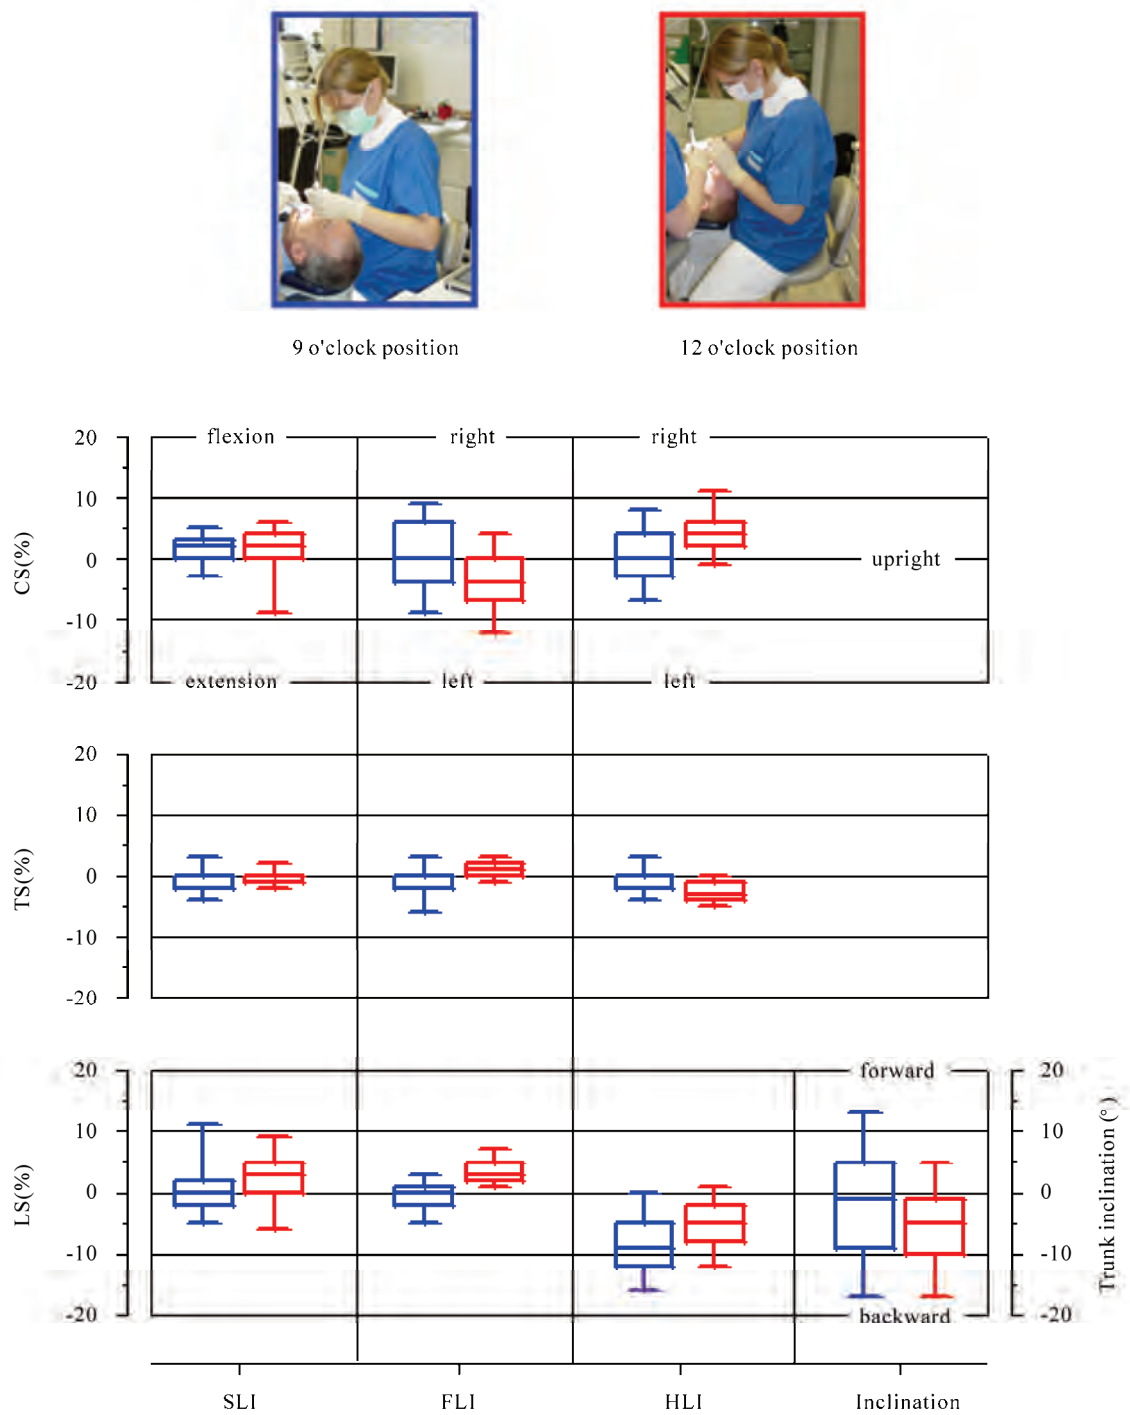 9 o'clock position
12 o'clock position
20
10
0
-10
-20
CS(%)
flexion
right
right
upright
extension
left
left
20
10
0
-10
-20
TS(%)
20
10
0
-10
-20
LS(%)
forward
backward
20
10
0
-10
-20
Trunk inclination (°)
SLI
FLI
HLI
Inclination